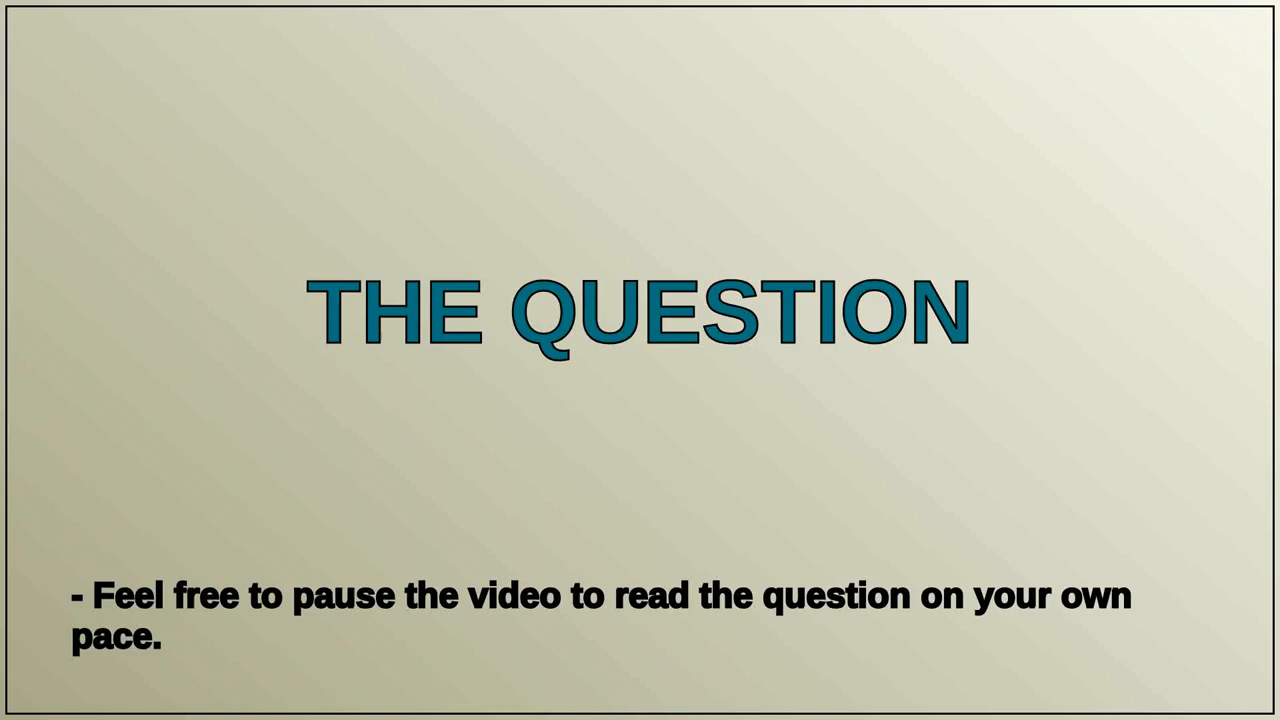 THE QUESTION
- Feel free to pause the video to read the question on your own
pace.